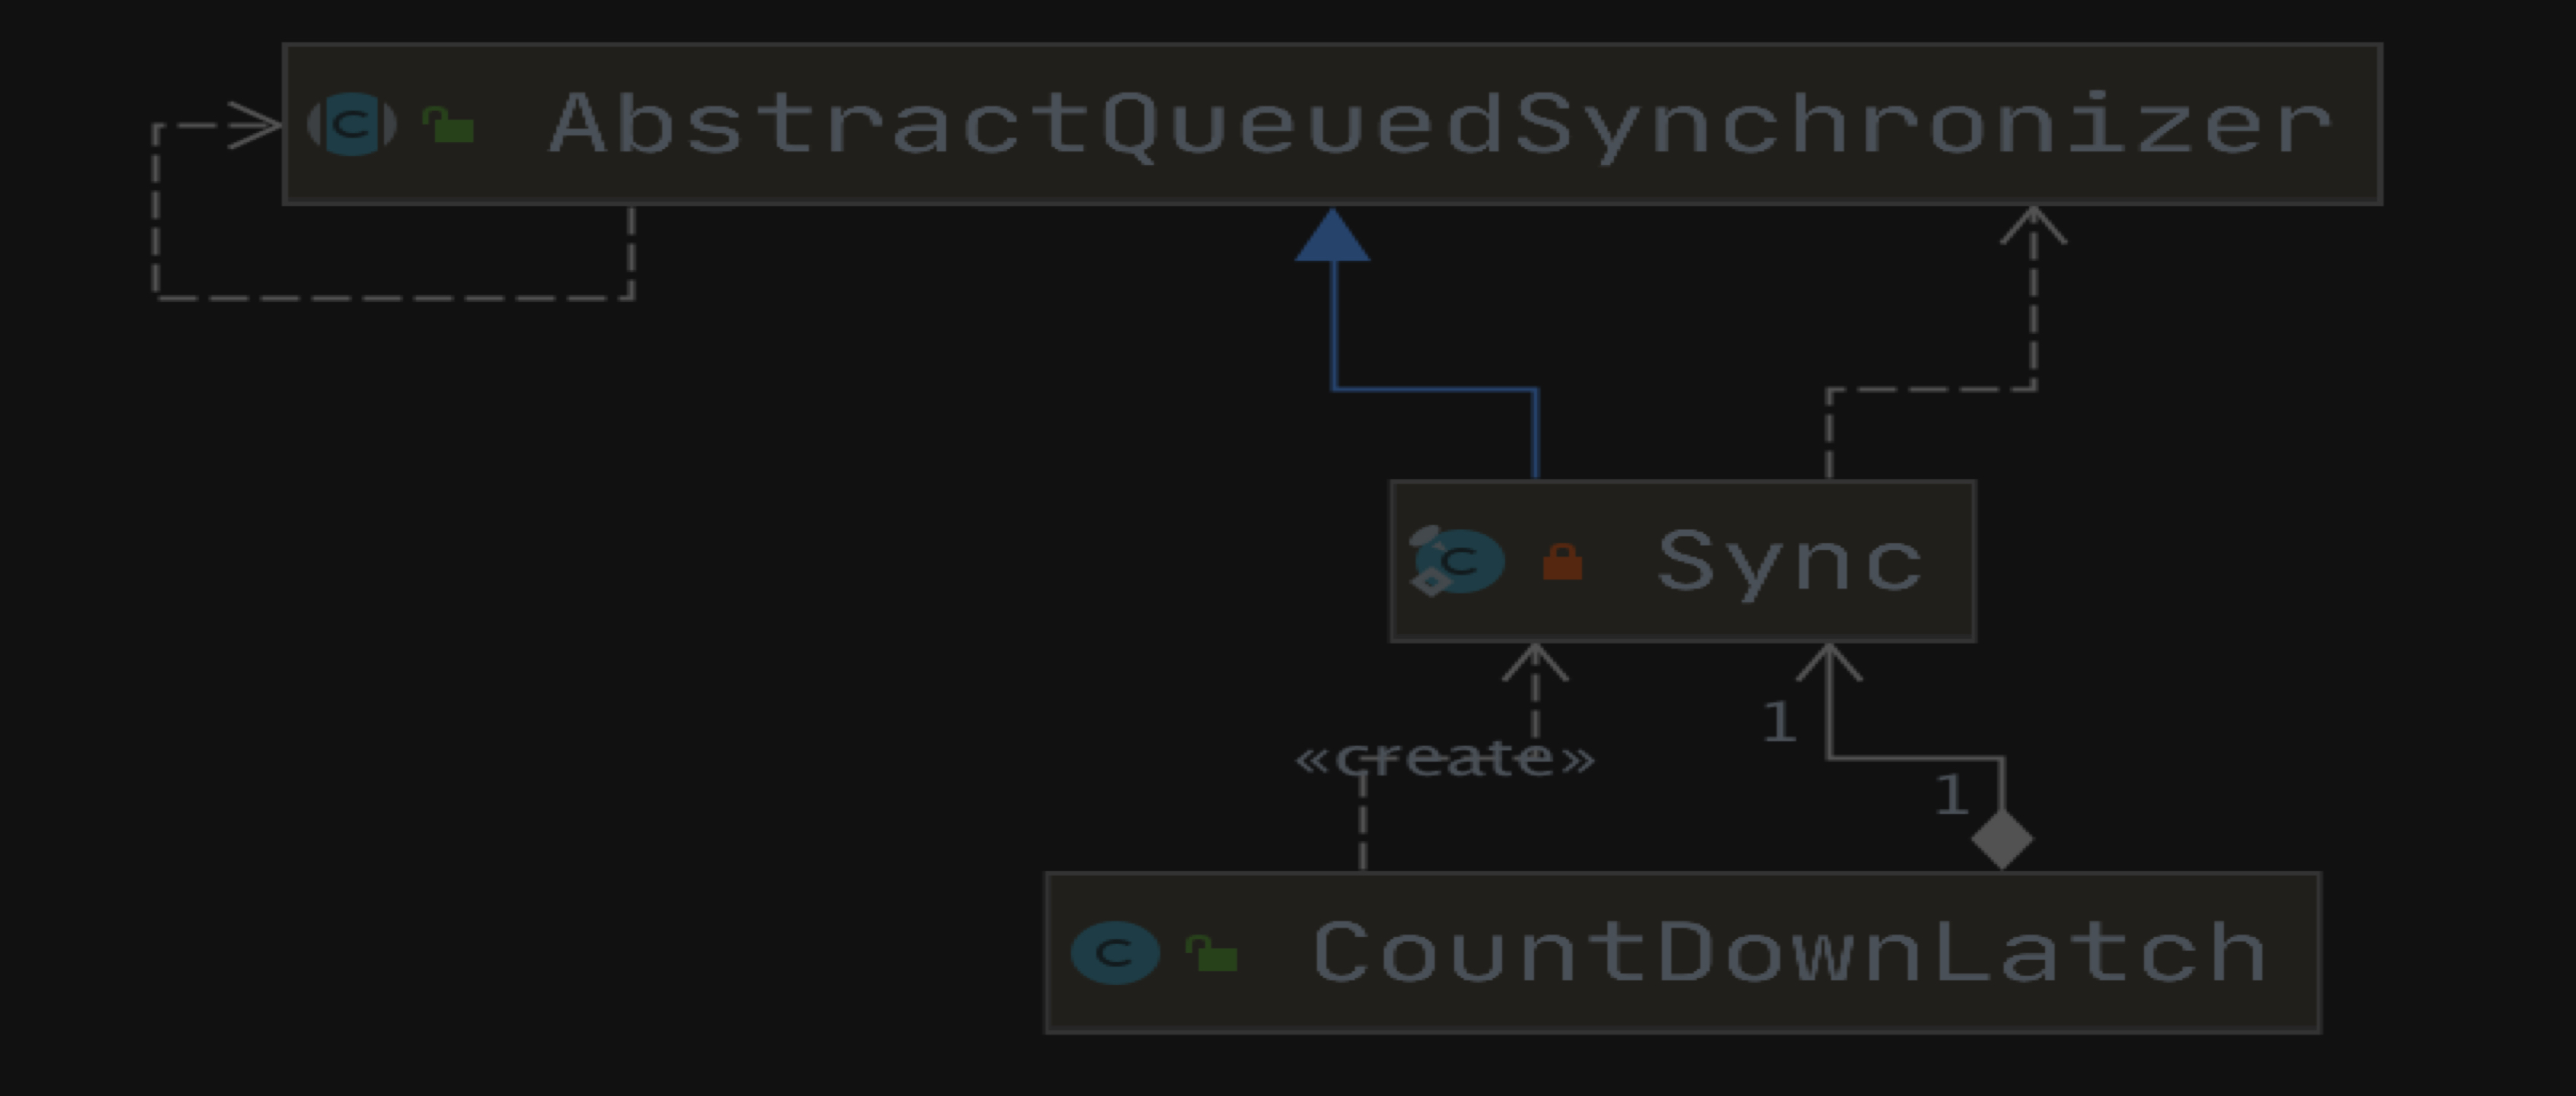 C AbstractQueuedSynchronizer
C Sync
1
«create»
1
C CountDownLatch